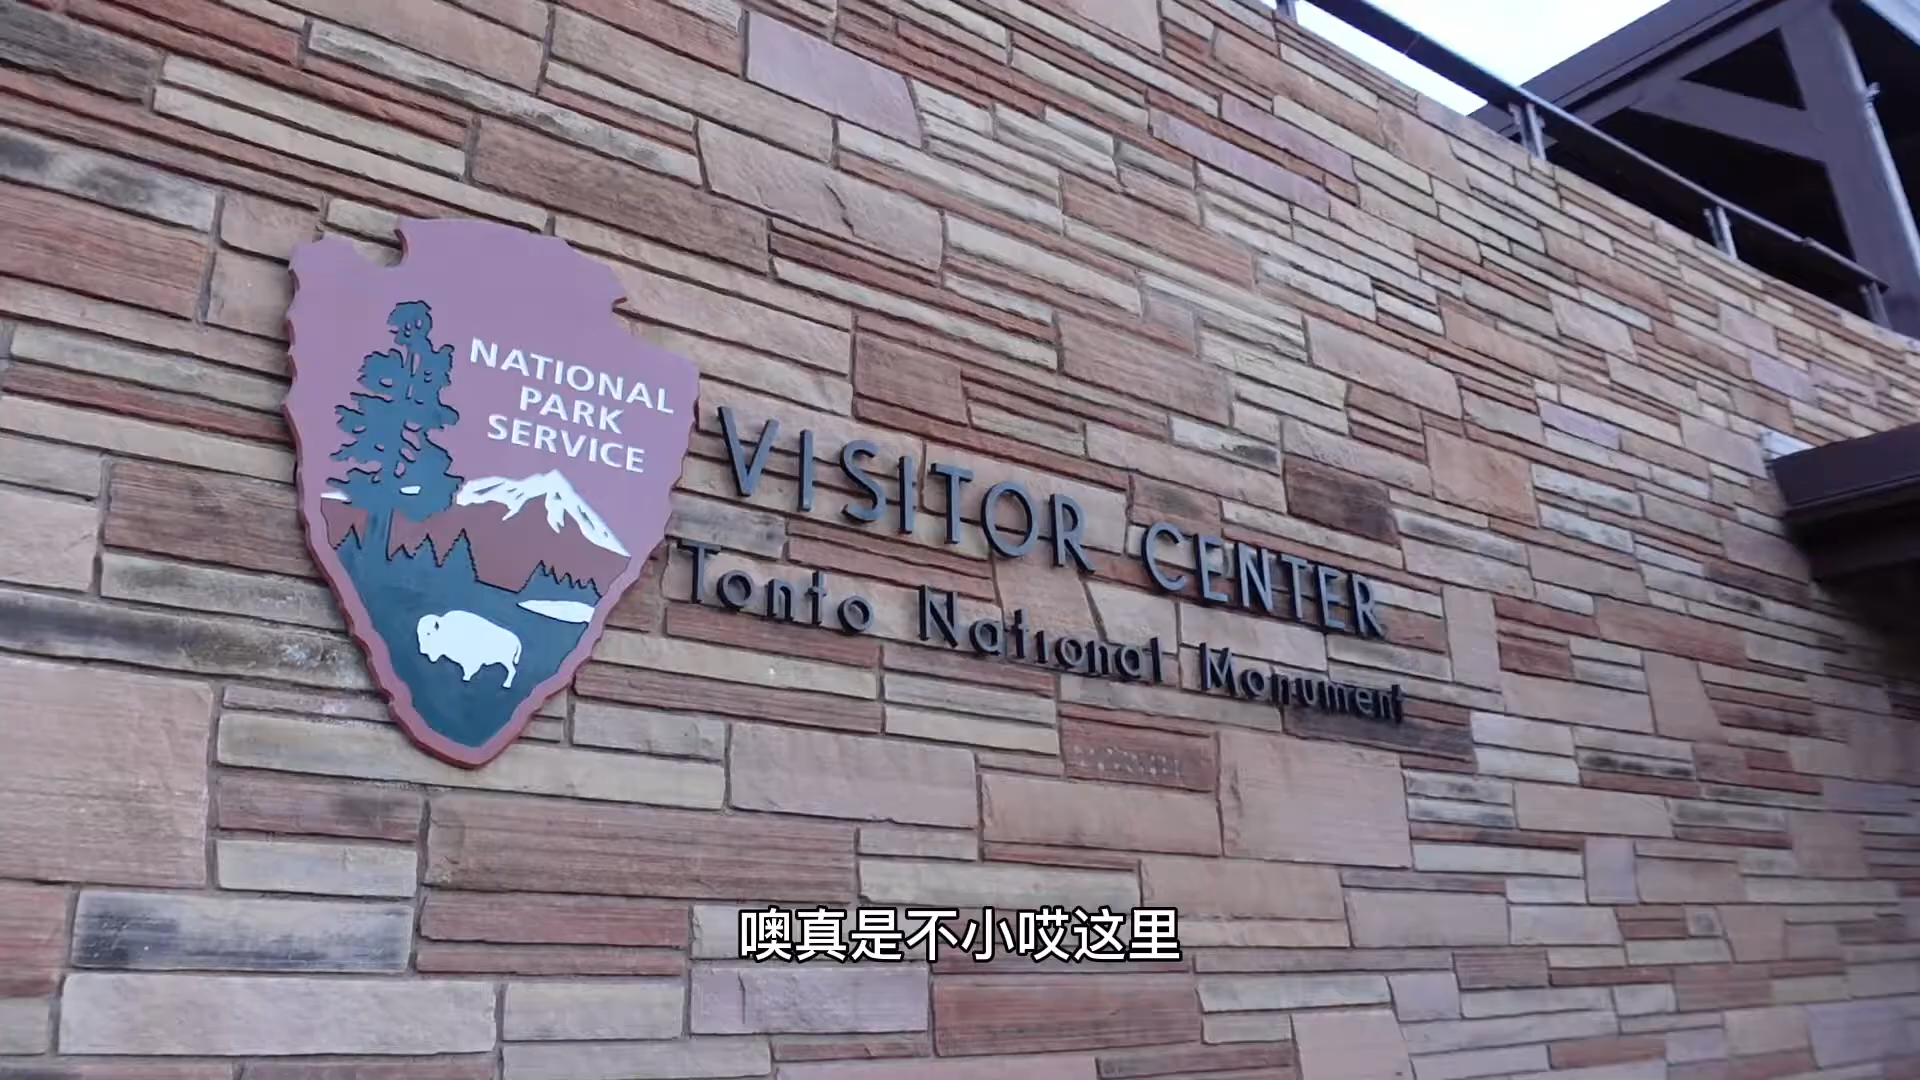 NATIONAL
PARK
SERVICE
VISITOR CENTER
Tonto National Monument
噢真是不小哎这里